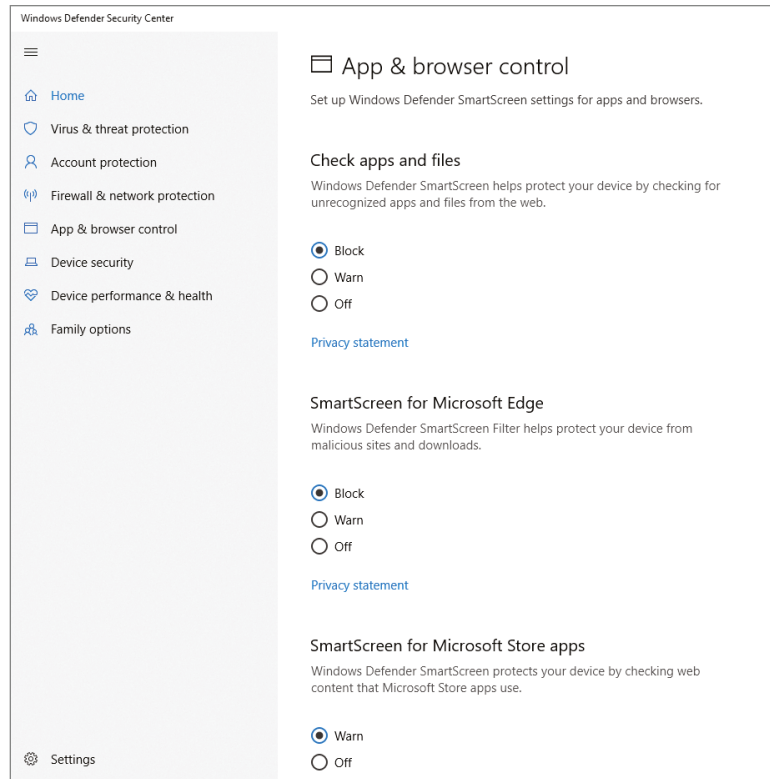 Windows Defender Security Center
Home
Virus & threat protection
Account protection
Firewall & network protection
App & browser control
Device security
Device performance & health
Family options
Settings
App & browser control
Set up Windows Defender SmartScreen settings for apps and browsers.
Check apps and files
Windows Defender SmartScreen helps protect your device by checking for
unrecognized apps and files from the web.
Block
Warn
Off
Privacy statement
SmartScreen for Microsoft Edge
Windows Defender SmartScreen Filter helps protect your device from
malicious sites and downloads.
Block
Warn
Off
Privacy statement
SmartScreen for Microsoft Store apps
Windows Defender SmartScreen protects your device by checking web
content that Microsoft Store apps use.
Warn
Off